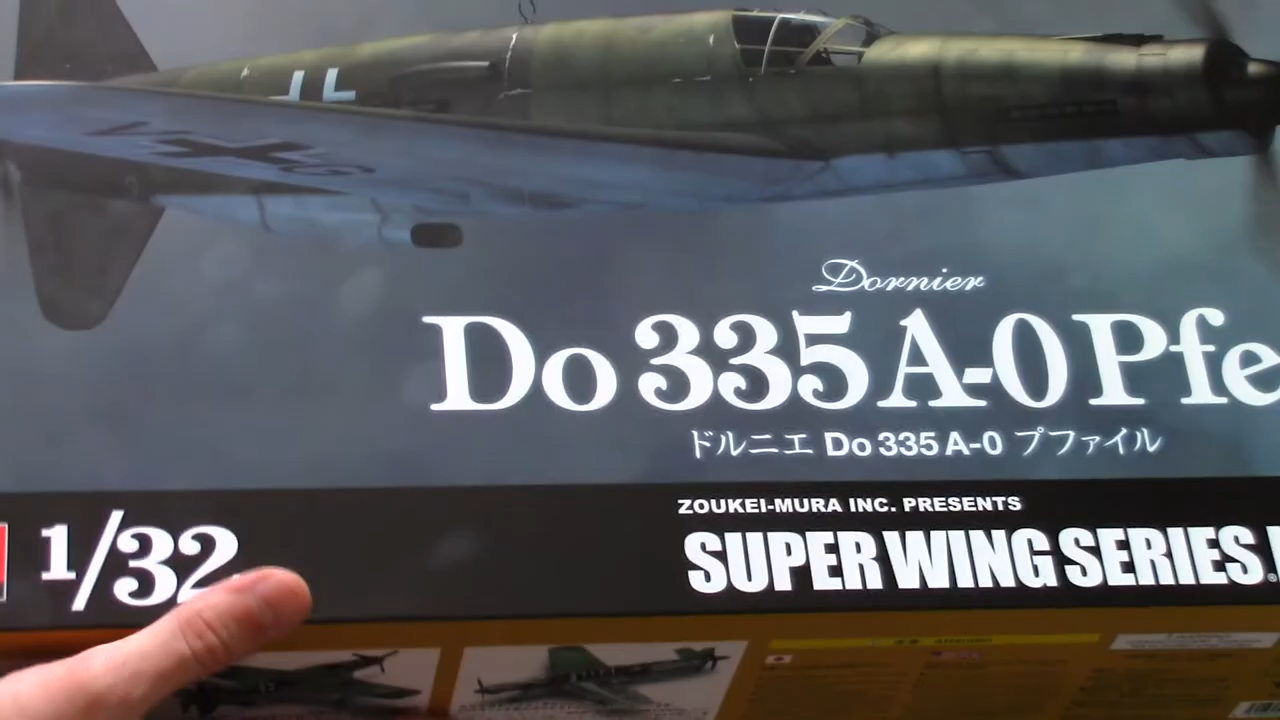 V G
Dornier
Do 335 A-0 Pfe
ドルニエ Do 335 A-0 プファイル
1/32
ZOUKEI-MURA INC. PRESENTS
SUPER WING SERIES
Attention